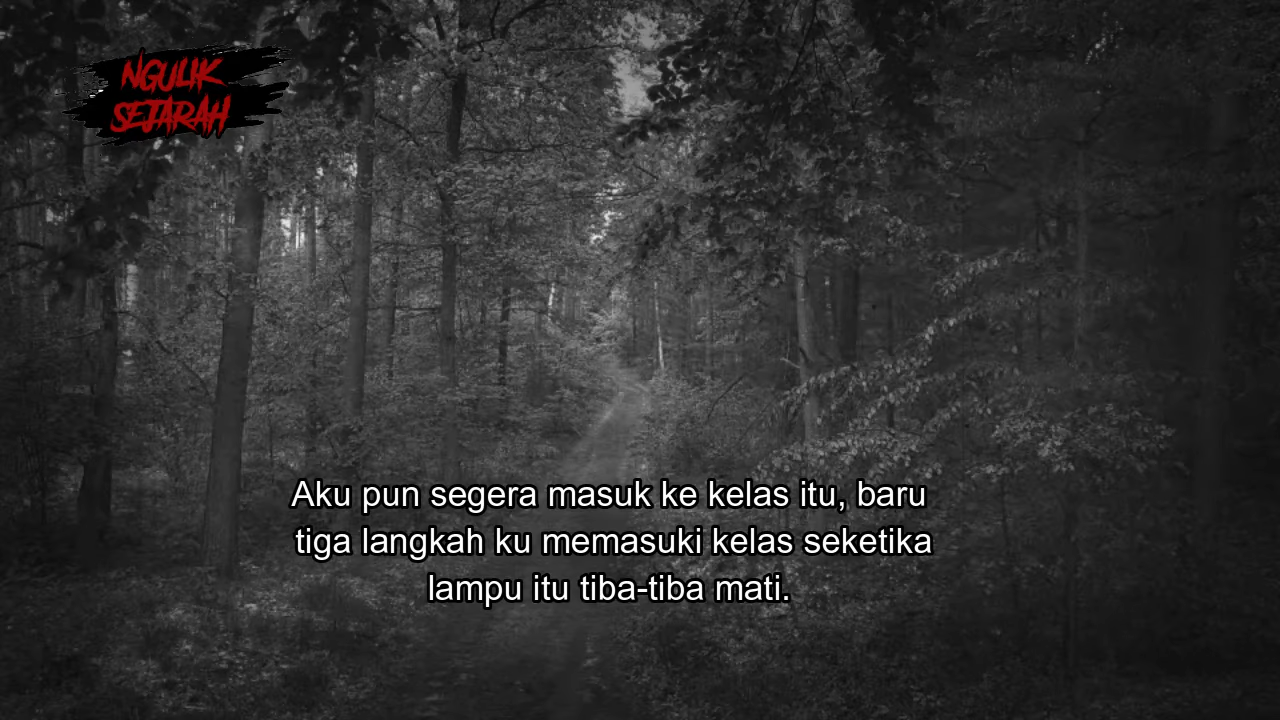 NGULIK
SEJARAH
Aku pun segera masuk ke kelas itu, baru
tiga langkah ku memasuki kelas seketika
lampu itu tiba-tiba mati.